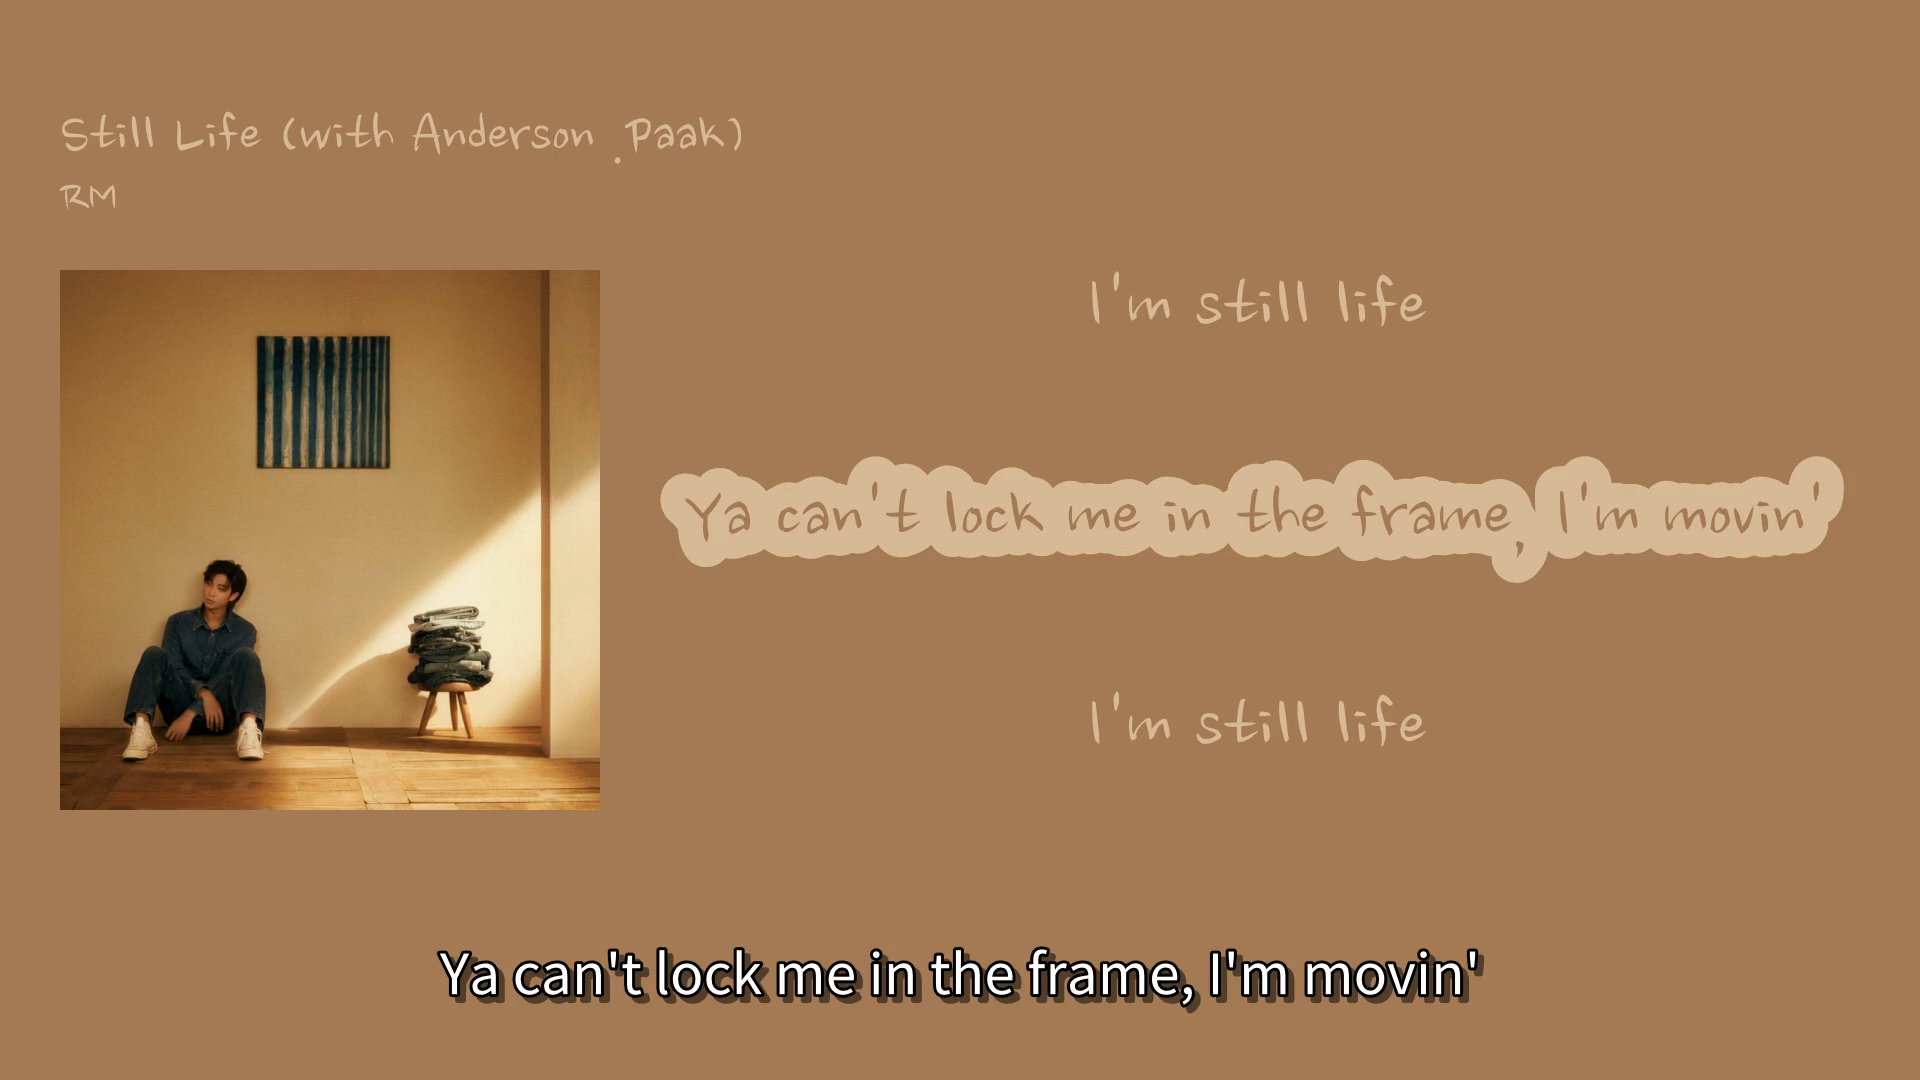 Still Life (with Anderson .Paak)
RM
I'm still life
Ya can't lock me in the frame, I'm movin'
I'm still life
Ya can't lock me in the frame, I'm movin'